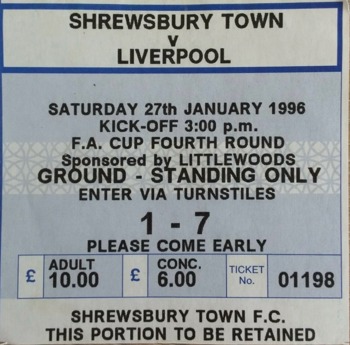 SHREWSBURY TOWN
v
LIVERPOOL
SATURDAY 27th JANUARY 1996
KICK-OFF 3:00 p.m.
F.A. CUP FOURTH ROUND
Sponsored by LITTLEWOODS
GROUND - STANDING ONLY
ENTER VIA TURNSTILES
1 - 7
PLEASE COME EARLY
£ ADULT 10.00 £ CONC. 6.00 TICKET No. 01198
SHREWSBURY TOWN F.C.
THIS PORTION TO BE RETAINED